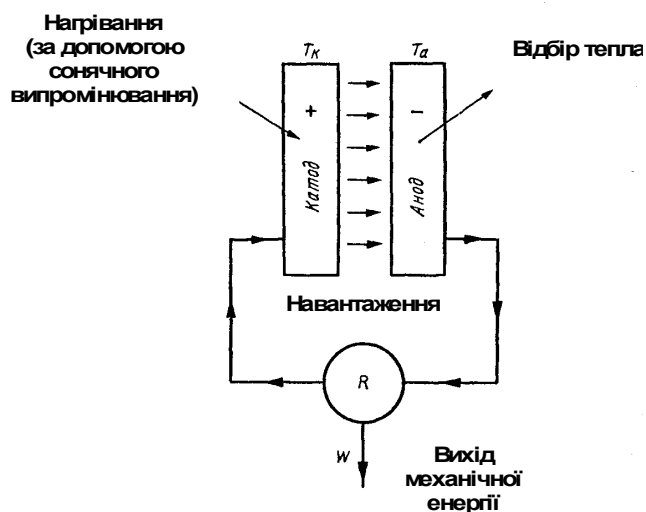 Нагрівання
(за допомогою
сонячного
випромінювання)
Tк
Ta
Відбір тепла
+
−
Катод
Анод
Навантаження
R
W
Вихід
механічної
енергії